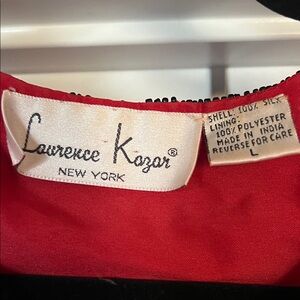 Laurence Kazar®
NEW YORK
SHELL: 100% SILK
LINING:
100% POLYESTER
MADE IN INDIA
REVERSE FOR CARE
L